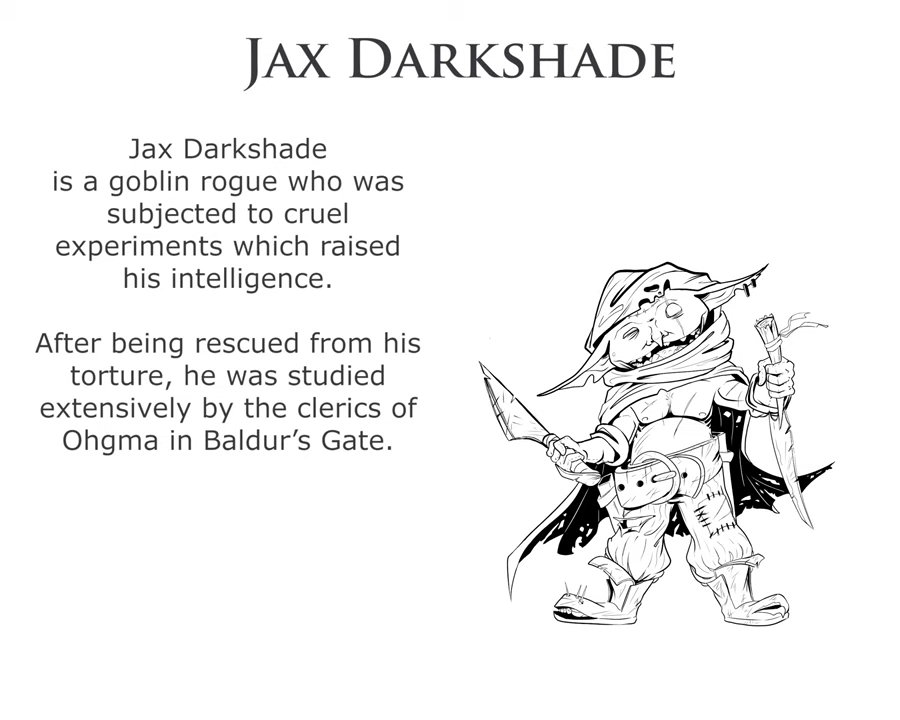 Jax Darkshade
Jax Darkshade
is a goblin rogue who was
subjected to cruel
experiments which raised
his intelligence.
After being rescued from his
torture, he was studied
extensively by the clerics of
Ohgma in Baldur’s Gate.